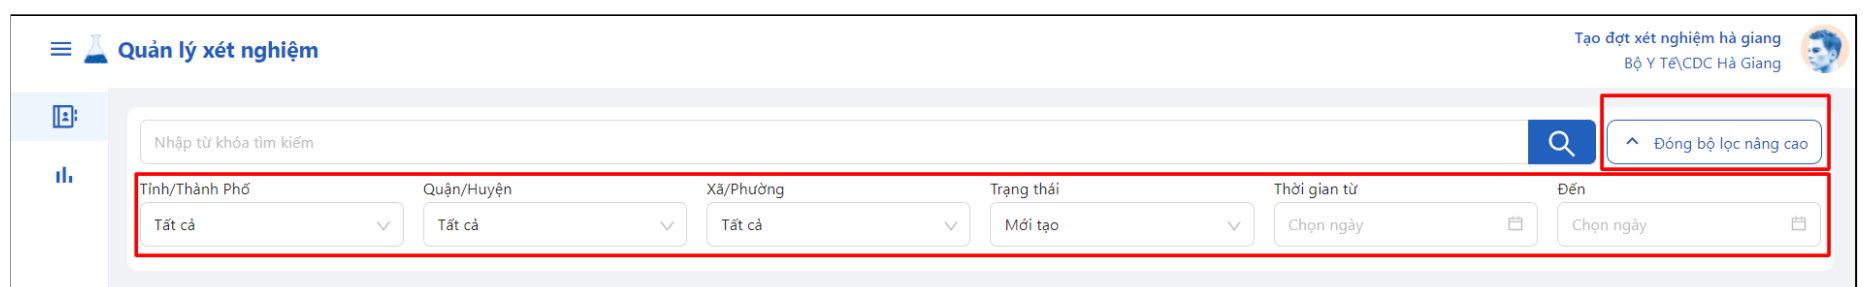 Quản lý xét nghiệm
Tạo đợt xét nghiệm hà giang
Bộ Y Tế\CDC Hà Giang
Nhập từ khóa tìm kiếm
Đóng bộ lọc nâng cao
Tỉnh/Thành Phố
Quận/Huyện
Xã/Phường
Trạng thái
Thời gian từ
Đến
Tất cả
Tất cả
Tất cả
Mới tạo
Chọn ngày
Chọn ngày